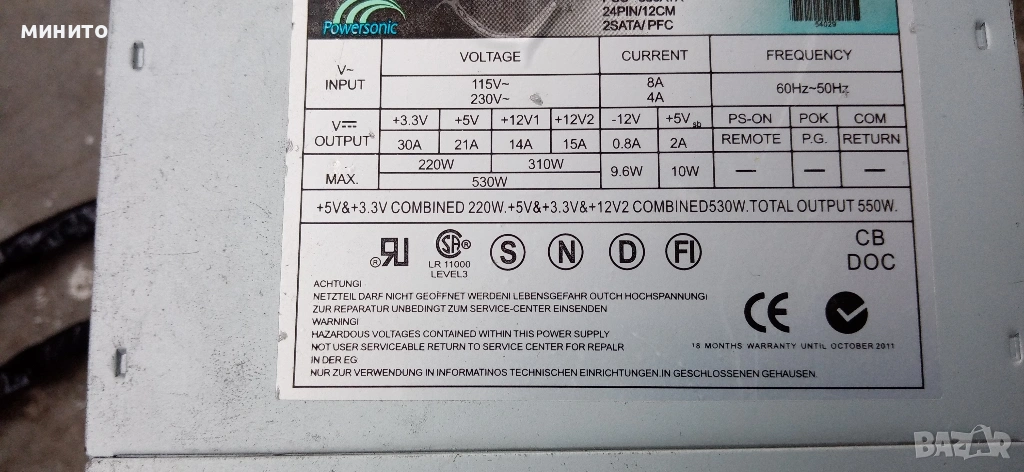 МИНИТО
Powersonic
24PIN/12CM
2SATA/PFC
54029
V~ INPUT VOLTAGE CURRENT FREQUENCY
115V~ 8A
230V~ 4A
60Hz~50Hz
V⎓ OUTPUT +3.3V +5V +12V1 +12V2 -12V +5Vsb PS-ON POK COM
30A 21A 14A 15A 0.8A 2A REMOTE P.G. RETURN
MAX. 220W 310W 9.6W 10W — — —
530W
+5V&+3.3V COMBINED 220W.+5V&+3.3V&+12V2 COMBINED530W.TOTAL OUTPUT 550W.
LR 11000
LEVEL3
S N D FI
CB
DOC
ACHTUNG!
NETZTEIL DARF NICHT GEOFFNET WERDEN! LEBENSGEFAHR OUTCH HOCHSPANNUNG!
ZUR REPARATUR UNBEDINGT ZUM SERVICE-CENTER EINSENDEN
WARNING!
HAZARDOUS VOLTAGES CONTAINED WITHIN THIS POWER SUPPLY
NOT USER SERVICEABLE RETURN TO SERVICE CENTER FOR REPALR
IN DER EG
NUR ZUR VERWENDUNG IN INFORMATINOS TECHNISCHEN EINRICHTUNGEN.IN GESCHLOSSENEN GEHAUSEN.
CE
18 MONTHS WARRANTY UNTIL OCTOBER 2011
BAZAR